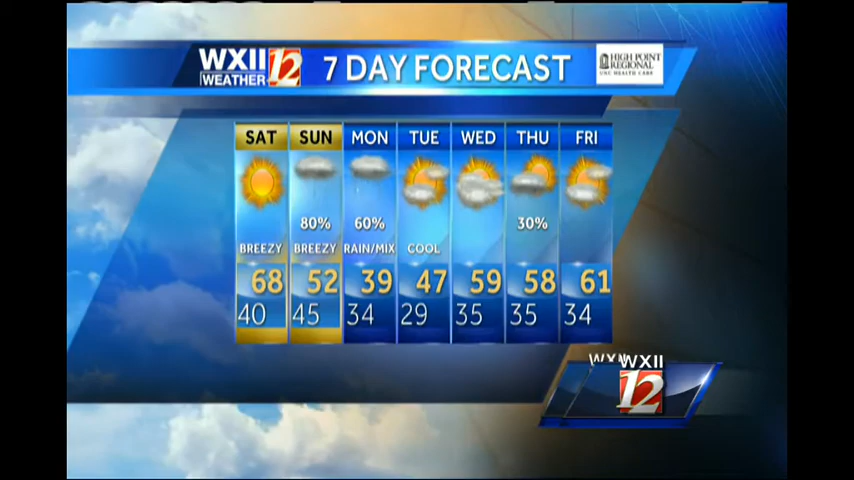 WXII 12 7 DAY FORECAST HIGH POINT
WEATHER REGIONAL
UNC HEALTH CARE
SAT SUN MON TUE WED THU FRI
80% 60% 30%
BREEZY BREEZY RAIN/MIX COOL
68 52 39 47 59 58 61
40 45 34 29 35 35 34
WXII
12